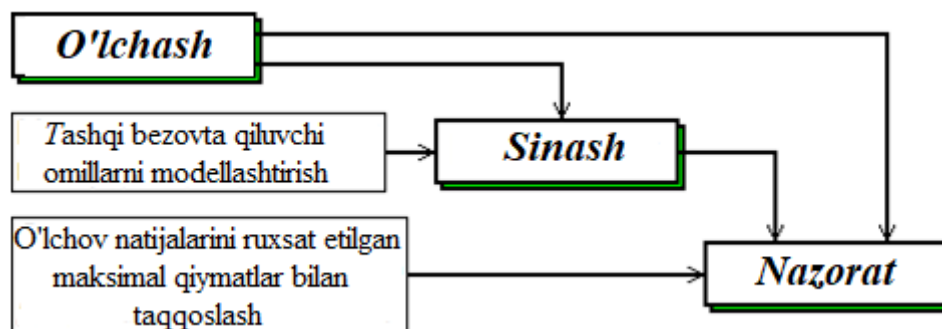 O'lchash
Tashqi bezovta qiluvchi
omillarni modellashtirish
Sinash
O'lchov natijalarini ruxsat etilgan
maksimal qiymatlar bilan
taqqoslash
Nazorat